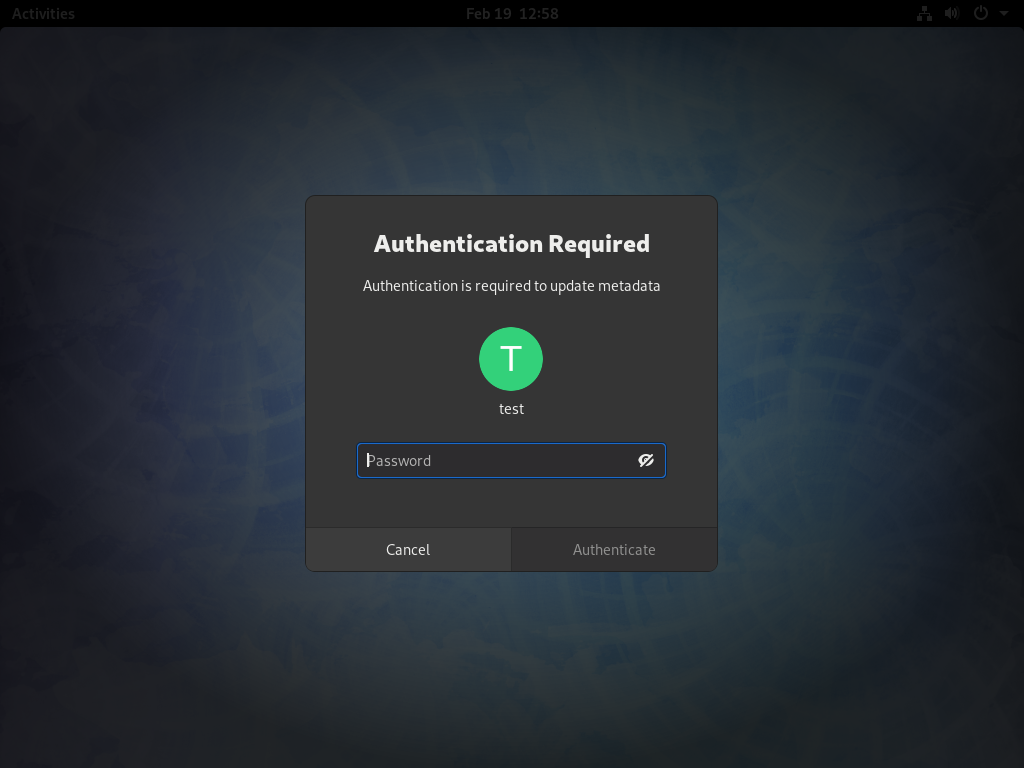 Activities
Feb 19 12:58
Authentication Required
Authentication is required to update metadata
T
test
Password
Cancel
Authenticate